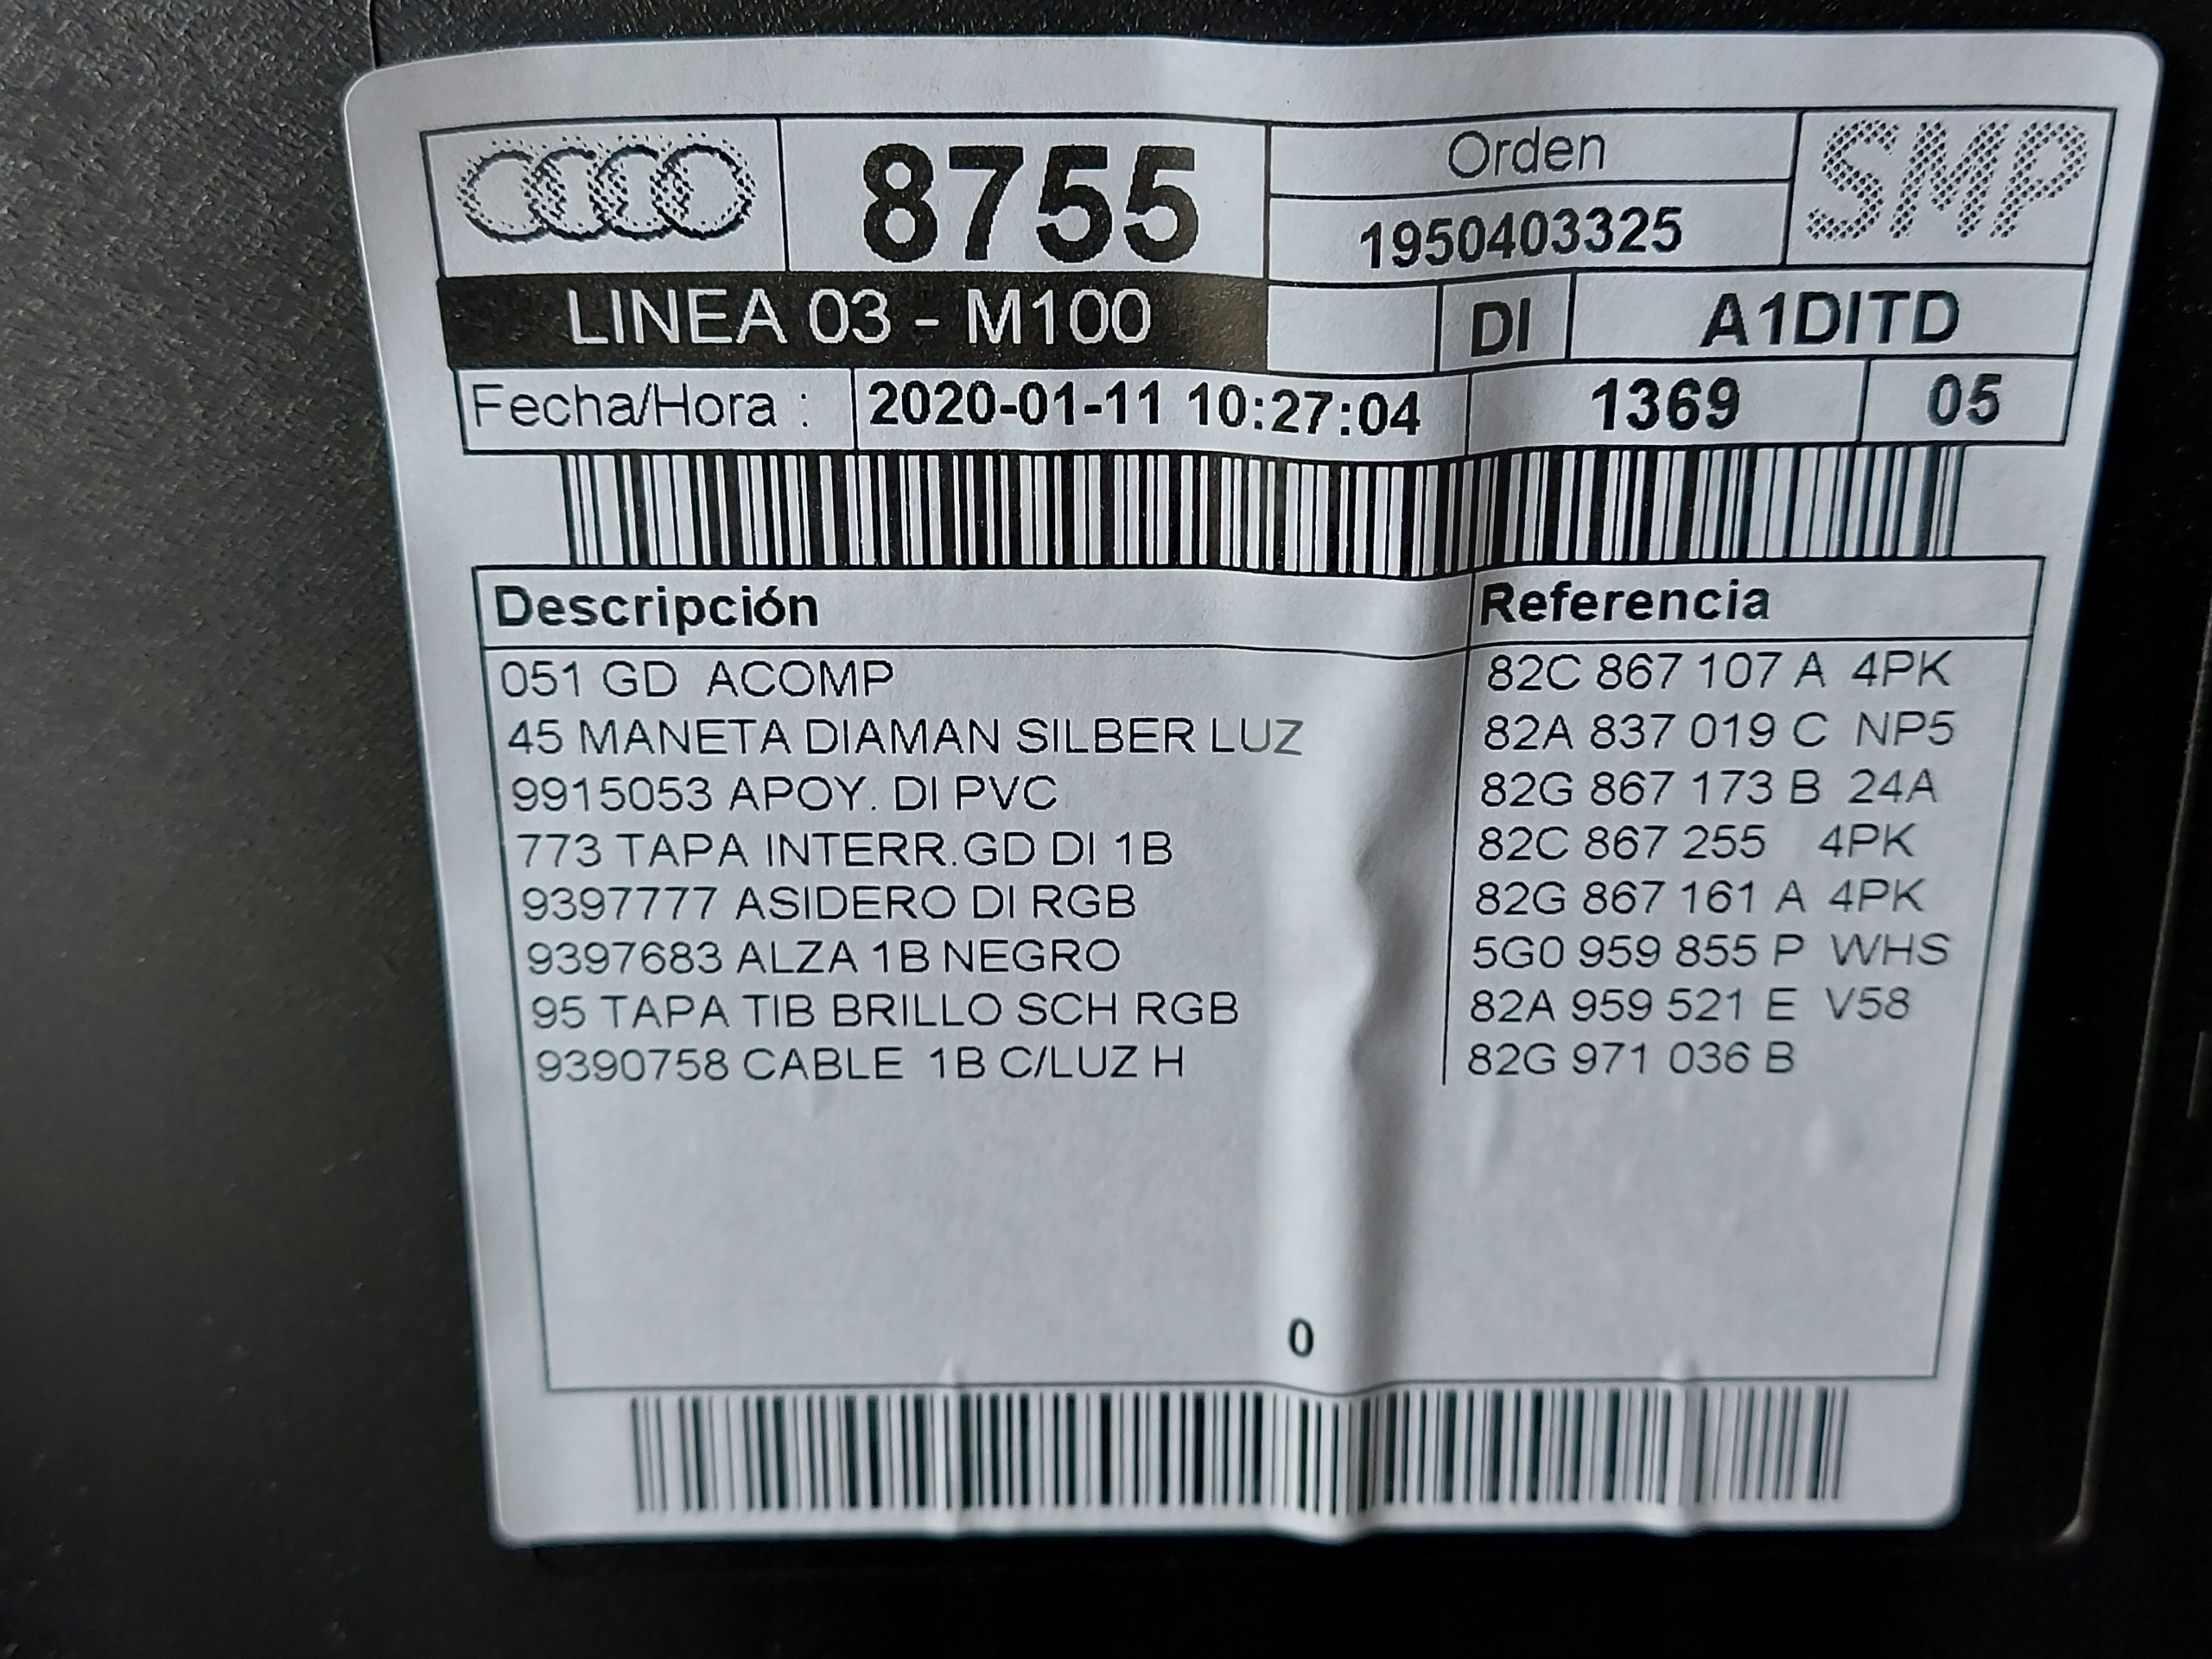 8755
Orden
SMP
1950403325
LINEA 03 - M100
DI
A1DITD
Fecha/Hora :
2020-01-11 10:27:04
1369
05
Descripción
Referencia
051 GD ACOMP
82C 867 107 A 4PK
45 MANETA DIAMAN SILBER LUZ
82A 837 019 C NP5
9915053 APOY. DI PVC
82G 867 173 B 24A
773 TAPA INTERR.GD DI 1B
82C 867 255 4PK
9397777 ASIDERO DI RGB
82G 867 161 A 4PK
9397683 ALZA 1B NEGRO
5G0 959 855 P WHS
95 TAPA TIB BRILLO SCH RGB
82A 959 521 E V58
9390758 CABLE 1B C/LUZ H
82G 971 036 B
0